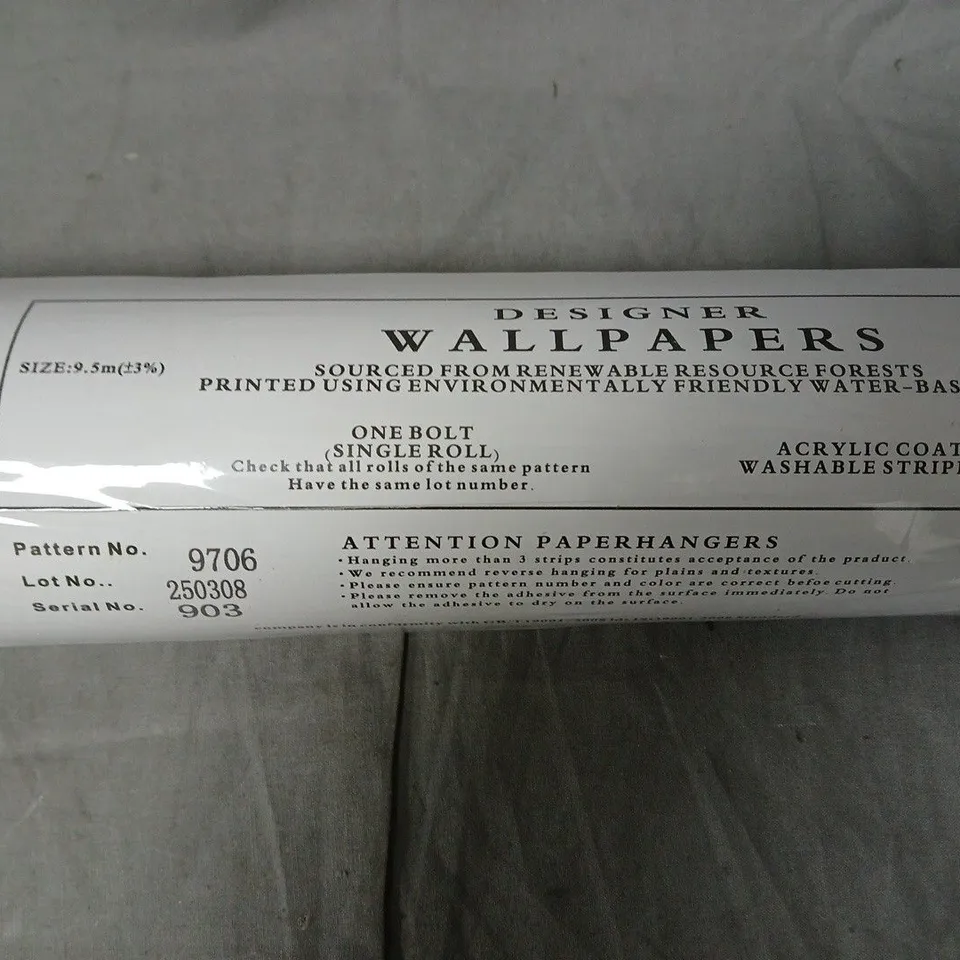 DESIGNER
WALLPAPERS
SIZE:9.5m(±3%)
SOURCED FROM RENEWABLE RESOURCE FORESTS
PRINTED USING ENVIRONMENTALLY FRIENDLY WATER-BAS
ONE BOLT
(SINGLE ROLL)
Check that all rolls of the same pattern
Have the same lot number.
ACRYLIC COAT
WASHABLE STRIP
Pattern No. 9706
Lot No.. 250308
Serial No. 903
ATTENTION PAPERHANGERS
·Hanging more than 3 strips constitutes acceptance of the product.
·We recommend reverse hanging for plains and textures.
·Please ensure pattern number and color are correct befoe cutting.
·Please remove the adhesive from the surface immediately. Do not
allow the adhesive to dry on the surface.
company is in conformity with